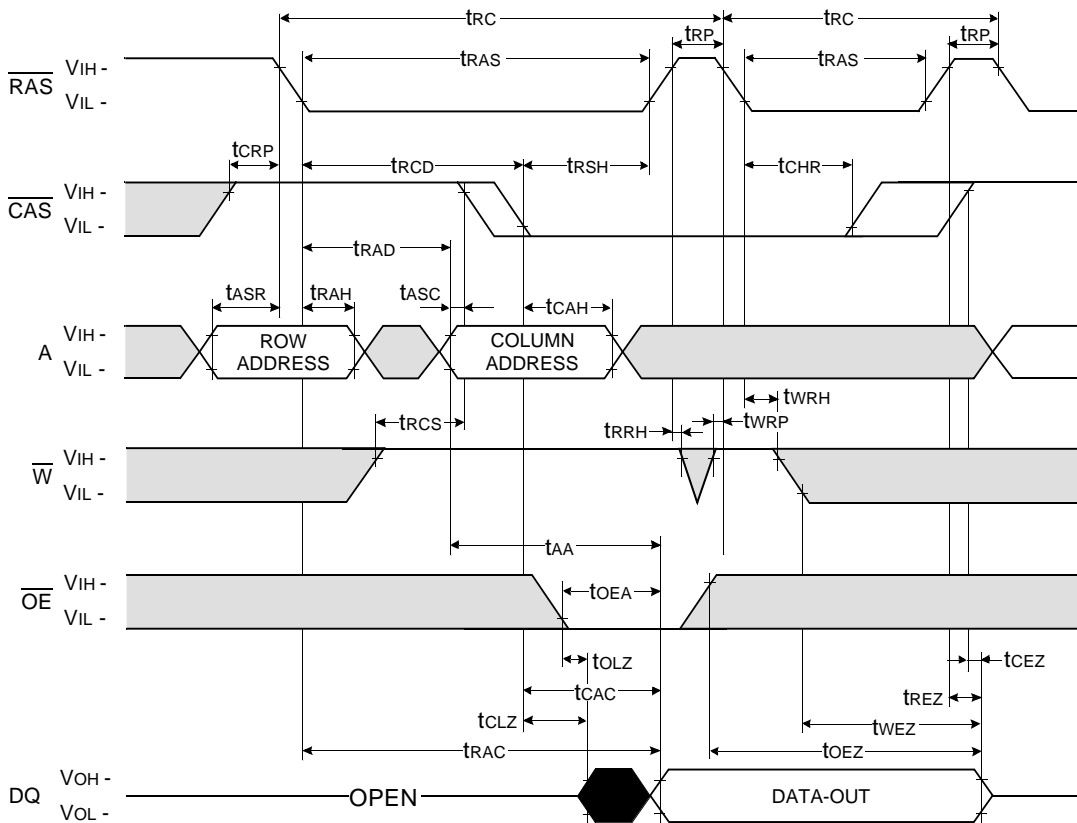 tRC tRC
tRP tRP
tRAS tRAS
RAS VIH -
VIL -
tCRP tRCD tRSH tCHR
CAS VIH -
VIL -
tRAD
tASR tRAH tASC tCAH
A VIH -
VIL -
ROW ADDRESS
COLUMN ADDRESS
tWRH
tRCS tRRH tWRP
W VIH -
VIL -
tAA
OE VIH -
VIL -
tOEA
tOLZ tCEZ
tCAC tREZ
tCLZ tWEZ
tRAC tOEZ
DQ VOH -
VOL -
OPEN DATA-OUT